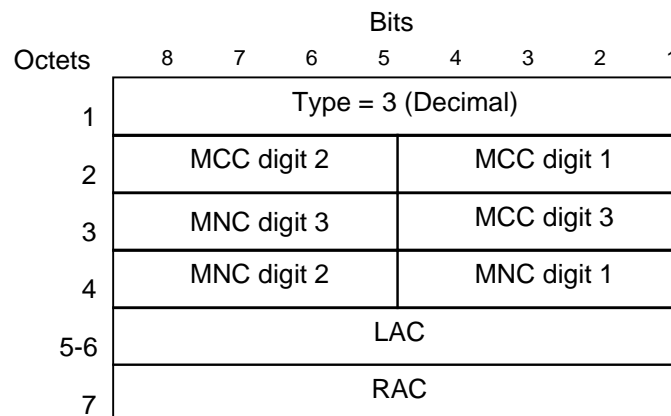 Bits
Octets 8 7 6 5 4 3 2 1
1 Type = 3 (Decimal)
2 MCC digit 2 MCC digit 1
3 MNC digit 3 MCC digit 3
4 MNC digit 2 MNC digit 1
5-6 LAC
7 RAC